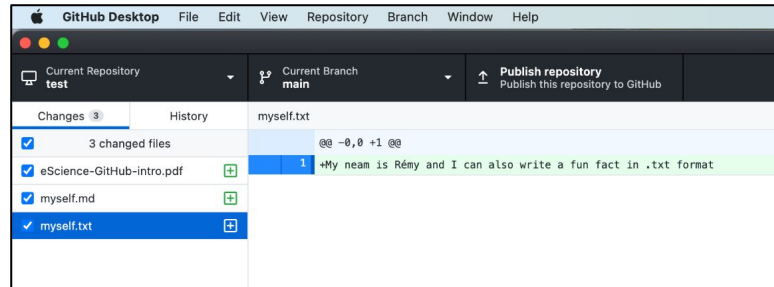 GitHub Desktop File Edit View Repository Branch Window Help
Current Repository
test
Current Branch
main
Publish repository
Publish this repository to GitHub
Changes 3 History
myself.txt
3 changed files
@@ -0,0 +1 @@
eScience-GitHub-intro.pdf
1 +My neam is Rémy and I can also write a fun fact in .txt format
myself.md
myself.txt